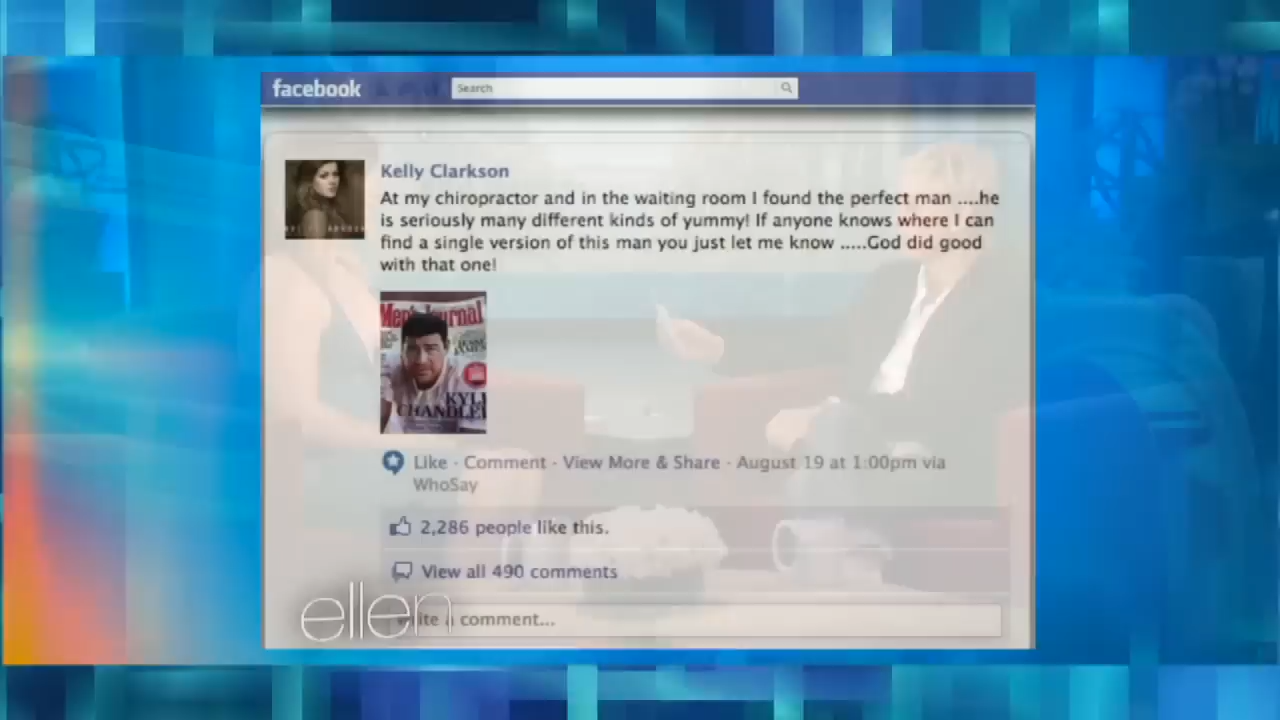 facebook
Search
Kelly Clarkson
At my chiropractor and in the waiting room I found the perfect man ....he
is seriously many different kinds of yummy! If anyone knows where I can
find a single version of this man you just let me know .....God did good
with that one!
Men's Journal
KYL
CHANDLE
Like · Comment · View More & Share · August 19 at 1:00pm via
WhoSay
2,286 people like this.
View all 490 comments
ellen
ite a comment...